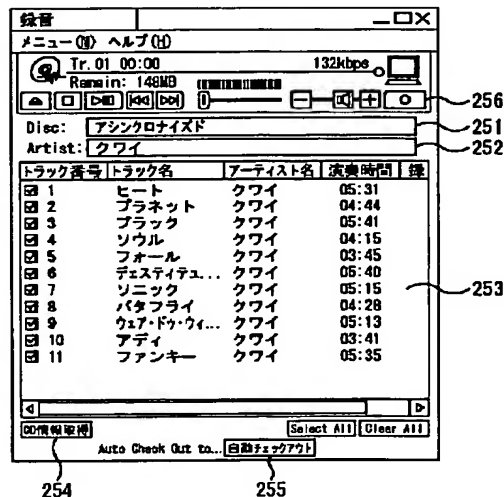 録音
メニュー(N) ヘルプ(H)
Tr.01 00:00 132kbps
Remain: 148MB
256
Disc: アシンクロナイズド 251
Artist: クワイ 252
トラック番号 トラック名 アーティスト名 演奏時間 録
1 ヒート クワイ 05:31
2 プラネット クワイ 04:44
3 ブラック クワイ 05:41
4 ソウル クワイ 04:15
5 フォール クワイ 03:45
6 デェスティテュ... クワイ 06:40
7 ソニック クワイ 05:15
8 バタフライ クワイ 04:28
9 ウェア・ドゥ・ウィ... クワイ 05:13
10 アディ クワイ 03:41
11 ファンキー クワイ 05:35
253
CD情報取得 Select All Clear All
Auto Check Out to... 自動チェックアウト
254 255